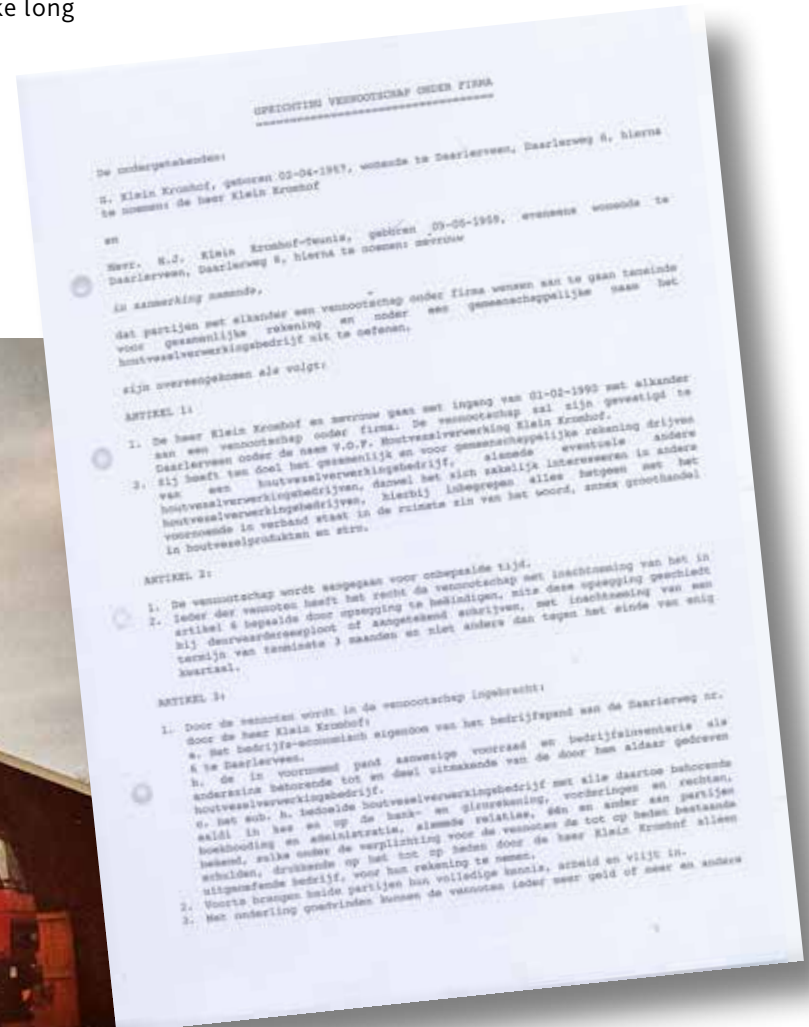 ke long
OPRICHTING VENNOOTSCHAP ONDER FIRMA
De ondergetekenden:
Klein Kromhof, geboren 02-04-1957, wonende te Daarlerveen, Daarlerweg 6, hierna
te noemen: de heer Klein Kromhof
en
Mevr. H.J. Klein Kromhof-Teunis, geboren 09-05-1958, eveneens wonende te
Daarlerveen, Daarlerweg 6, hierna te noemen: mevrouw
in aanmerking nemende,
dat partijen met elkander een vennootschap onder firma wensen aan te gaan teneinde
voor gezamenlijke rekening en onder een gemeenschappelijke naam het
houtvezelverwerkingsbedrijf uit te oefenen.
zijn overeengekomen als volgt:
ARTIKEL 1:
1. De heer Klein Kromhof en mevrouw gaan met ingang van 01-02-1990 met elkander
aan een vennootschap onder firma. De vennootschap zal zijn gevestigd te
Daarlerveen onder de naam V.O.F. Houtvezelverwerking Klein Kromhof.
2. Zij heeft ten doel het gezamenlijk en voor gemeenschappelijke rekening drijven
van een houtvezelverwerkingsbedrijf, alsmede eventuele andere
houtvezelverwerkingsbedrijven, danwel het zich zakelijk interesseren in andere
houtvezelverwerkingsbedrijven, hierbij inbegrepen alles hetgeen met het
voornoemde in verband staat in de ruimste zin van het woord, annex groothandel
in houtvezelprodukten en stro.
ARTIKEL 2:
1. De vennootschap wordt aangegaan voor onbepaalde tijd.
2. Ieder der vennoten heeft het recht de vennootschap met inachtneming van het in
artikel 6 bepaalde door opzegging te beëindigen, mits deze opzegging geschiedt
bij deurwaardersexploot of aangetekend schrijven, met inachtneming van een
termijn van tenminste 3 maanden en niet anders dan tegen het einde van enig
kwartaal.
ARTIKEL 3:
1. Door de vennoten wordt in de vennootschap ingebracht:
door de heer Klein Kromhof:
a. het bedrijfs-economisch eigendom van het bedrijfspand aan de Daarlerweg nr.
6 te Daarlerveen.
b. de in voornoemd pand aanwezige voorraad en bedrijfsinventaris als
anderszins behorende tot en deel uitmakende van de door hem aldaar gedreven
houtvezelverwerkingsbedrijf.
c. het sub. b. bedoelde houtvezelverwerkingsbedrijf met alle daartoe behorende
saldi in kas en op de bank- en girorekening, vorderingen en rechten,
boekhouding en administratie, alsmede relaties, één en ander aan partijen
bekend, zulks onder de verplichting voor de vennoten de tot op heden bestaande
schulden, drukkende op het tot op heden door de heer Klein Kromhof alleen
uitgeoefende bedrijf, voor hun rekening te nemen.
2. Voorts brengen beide partijen hun volledige kennis, arbeid en vlijt in.
3. Met onderling goedvinden kunnen de vennoten ieder meer geld of meer en andere